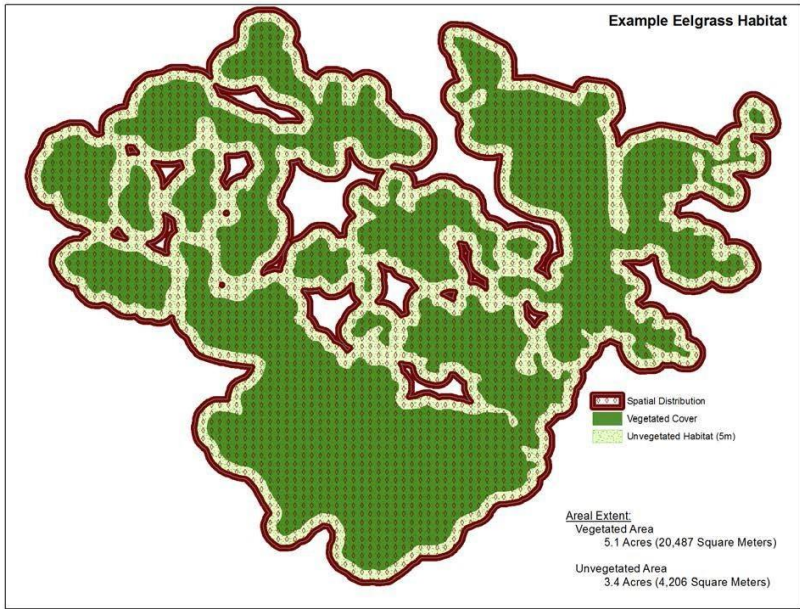 Example Eelgrass Habitat
Spatial Distribution
Vegetated Cover
Unvegetated Habitat (5m)
Areal Extent:
Vegetated Area
5.1 Acres (20,487 Square Meters)
Unvegetated Area
3.4 Acres (4,206 Square Meters)